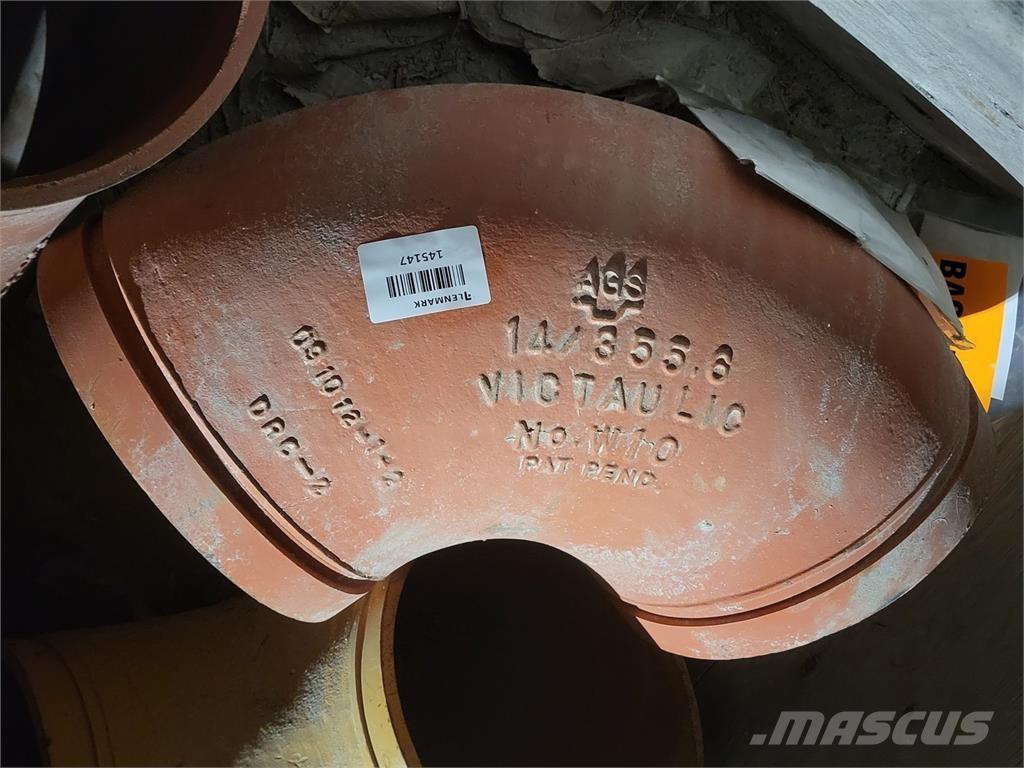 AGS
14/355.6
VICTAULIC
No. W10
PAT PEND.
LENMARK
145147
DRC-2
BAC
MASCUS